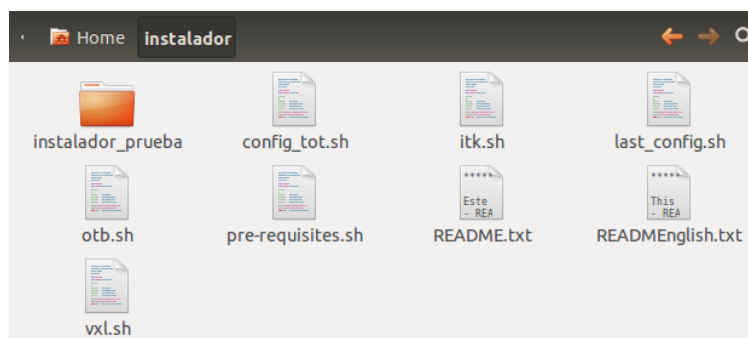 Home instalador
instalador_prueba config_tot.sh itk.sh last_config.sh
*****
Este
- REA
*****
This
- REA
otb.sh pre-requisites.sh README.txt READMEnglish.txt
vxl.sh